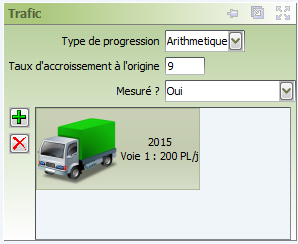 Trafic
Type de progression Arithmetique
Taux d'accroissement à l'origine 9
Mesuré ? Oui
2015
Voie 1 : 200 PL/j